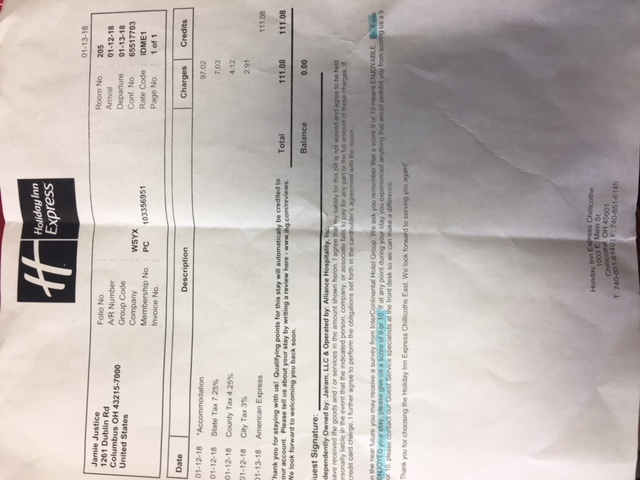 Holiday Inn
Express
01-13-18
Jamie Justice
1261 Dublin Rd
Columbus OH 43215-7000
United States
Folio No. :
A/R Number :
Group Code :
Company : WSYX
Membership No. : PC 103356951
Invoice No. :
Room No. : 205
Arrival : 01-12-18
Departure : 01-13-18
Conf. No. : 65517703
Rate Code : IDME1
Page No. : 1 of 1
Date Description Charges Credits
01-12-18 *Accommodation 97.02
01-12-18 State Tax 7.25% 7.03
01-12-18 County Tax 4.25% 4.12
01-12-18 City Tax 3% 2.91
01-13-18 American Express 111.08
Thank you for staying with us! Qualifying points for this stay will automatically be credited to
your account. Please tell us about your stay by writing a review here - www.ihg.com/reviews.
We look forward to welcoming you back soon.
Total 111.08 111.08
Balance 0.00
Guest Signature:
Independently Owned by: Jairam, LLC & Operated by: Alliance Hospitality, Inc.
have received the goods and / or services in the amount shown heron. I agree that my liability for this bill is not waived and agree to be held
personally liable in the event that the indicated person, company, or associate fails to pay for any part or the full amount of these charges. If
credit card charge, I further agree to perform the obligations set forth in the cardholder's agreement with the issuer.
In the near future you may receive a survey from InterContinental Hotel Group. We ask you remember that a score 9 or 10 means ENJOYABLE. So if you
ENJOYED your stay, please give us a score of 9 or 10. If at any point during your stay you experienced anything that would prohibit you from scoring us a 9
or 10, please contact our Guest Service specialists at the front desk so we can make a difference.
Thank you for choosing the Holiday Inn Express Chillicothe East. We look forward to serving you again!
Holiday Inn Express Chillicothe
1003 E Main St.
Chillicothe OH 45601
T: 740-851-6140 T: 740-851-6145